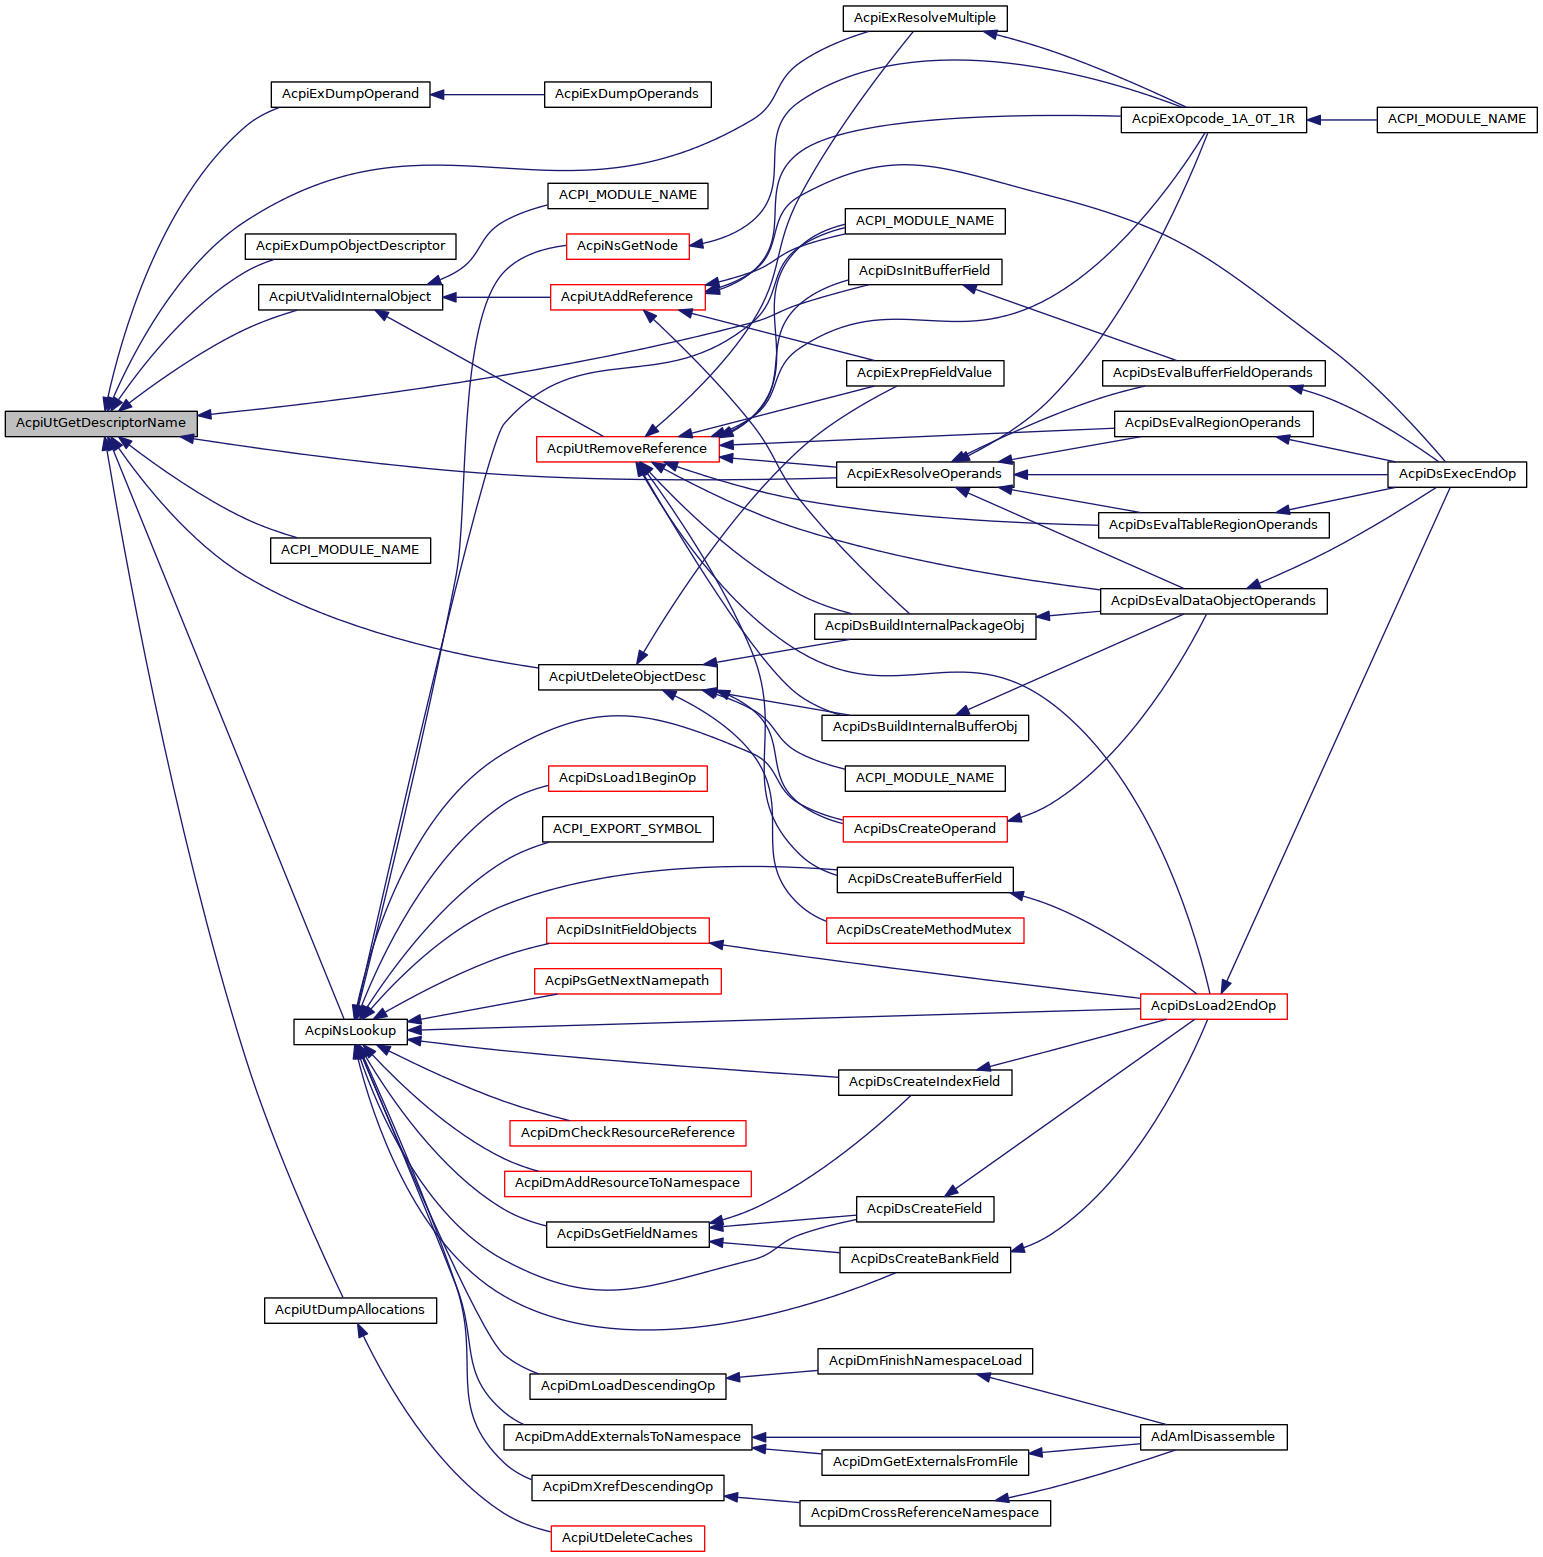 AcpiExResolveMultiple
AcpiExDumpOperand
AcpiExDumpOperands
AcpiExOpcode_1A_0T_1R
ACPI_MODULE_NAME
ACPI_MODULE_NAME
ACPI_MODULE_NAME
AcpiExDumpObjectDescriptor
AcpiNsGetNode
AcpiDsInitBufferField
AcpiUtValidInternalObject
AcpiUtAddReference
AcpiExPrepFieldValue
AcpiDsEvalBufferFieldOperands
AcpiUtGetDescriptorName
AcpiDsEvalRegionOperands
AcpiUtRemoveReference
AcpiExResolveOperands
AcpiDsExecEndOp
AcpiDsEvalTableRegionOperands
ACPI_MODULE_NAME
AcpiDsEvalDataObjectOperands
AcpiDsBuildInternalPackageObj
AcpiUtDeleteObjectDesc
AcpiDsBuildInternalBufferObj
AcpiDsLoad1BeginOp
ACPI_MODULE_NAME
ACPI_EXPORT_SYMBOL
AcpiDsCreateOperand
AcpiDsCreateBufferField
AcpiDsInitFieldObjects
AcpiDsCreateMethodMutex
AcpiPsGetNextNamepath
AcpiDsLoad2EndOp
AcpiNsLookup
AcpiDsCreateIndexField
AcpiDmCheckResourceReference
AcpiDmAddResourceToNamespace
AcpiDsCreateField
AcpiDsGetFieldNames
AcpiDsCreateBankField
AcpiUtDumpAllocations
AcpiDmFinishNamespaceLoad
AcpiDmLoadDescendingOp
AcpiDmAddExternalsToNamespace
AdAmlDisassemble
AcpiDmGetExternalsFromFile
AcpiDmXrefDescendingOp
AcpiDmCrossReferenceNamespace
AcpiUtDeleteCaches